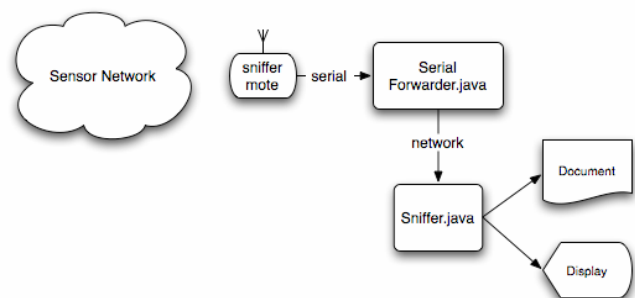 Sensor Network
sniffer
mote
serial
Serial
Forwarder.java
network
Sniffer.java
Document
Display